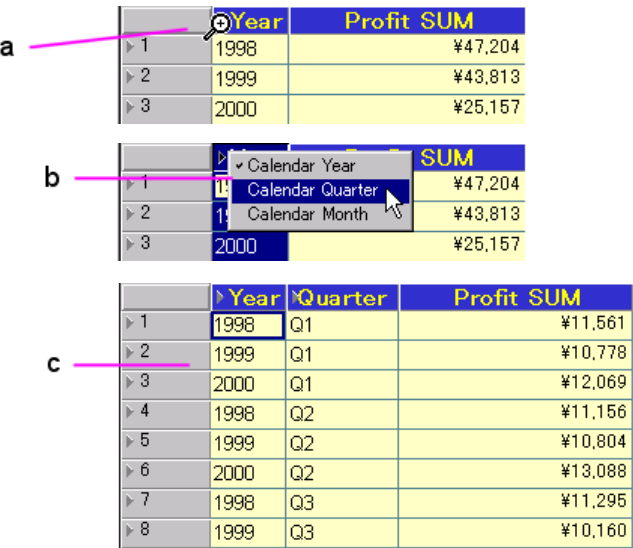 Year Profit SUM
a
1 1998 ¥47,204
2 1999 ¥43,813
3 2000 ¥25,157
SUM
✓ Calendar Year
b
1 Calendar Quarter ¥47,204
2 Calendar Month ¥43,813
3 2000 ¥25,157
Year Quarter Profit SUM
1 1998 Q1 ¥11,561
2 1999 Q1 ¥10,778
c
3 2000 Q1 ¥12,069
4 1998 Q2 ¥11,156
5 1999 Q2 ¥10,804
6 2000 Q2 ¥13,088
7 1998 Q3 ¥11,295
8 1999 Q3 ¥10,160